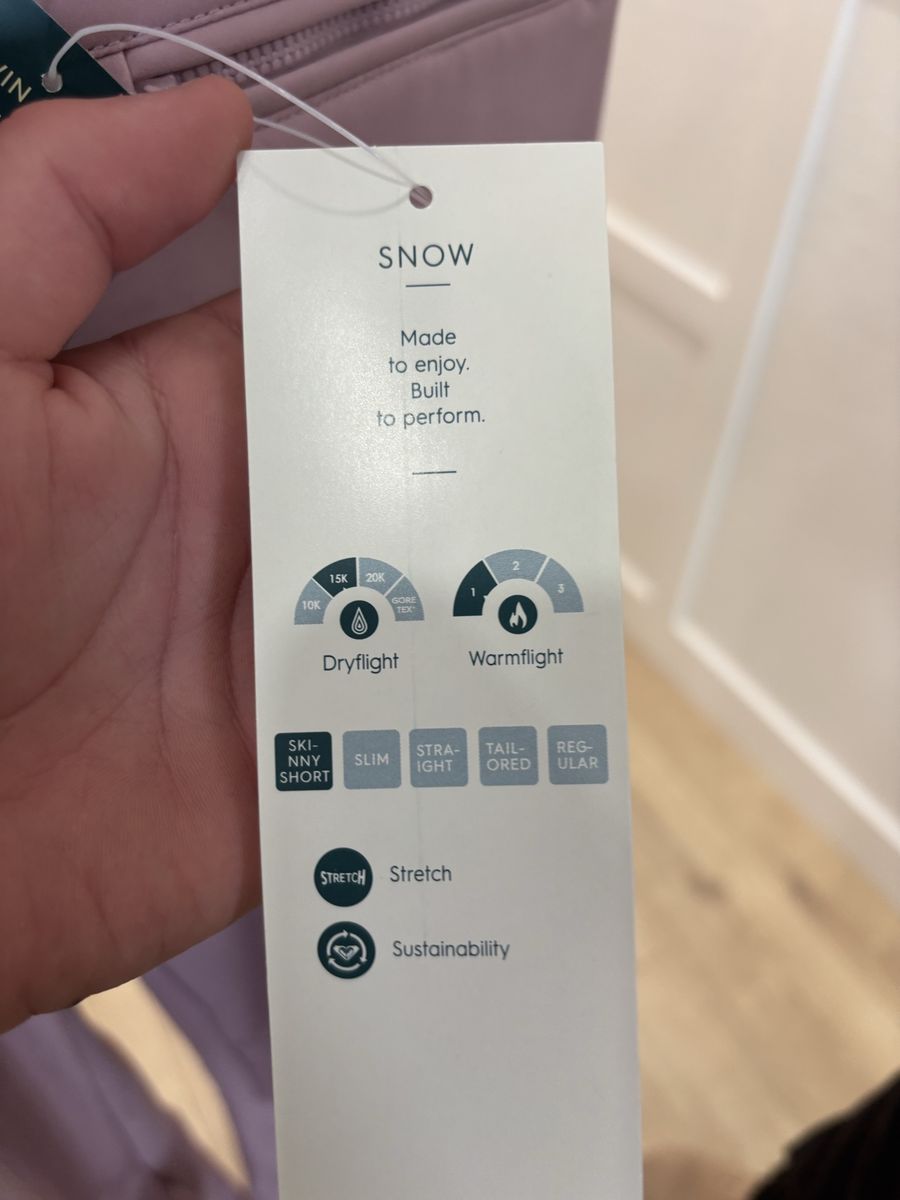 SNOW
Made
to enjoy.
Built
to perform.
10K
15K
20K
GORE
TEX®
Dryflight
1
2
3
Warmflight
SKI-
NNY
SHORT
SLIM
STRA-
IGHT
TAIL-
ORED
REG-
ULAR
STRETCH
Stretch
Sustainability